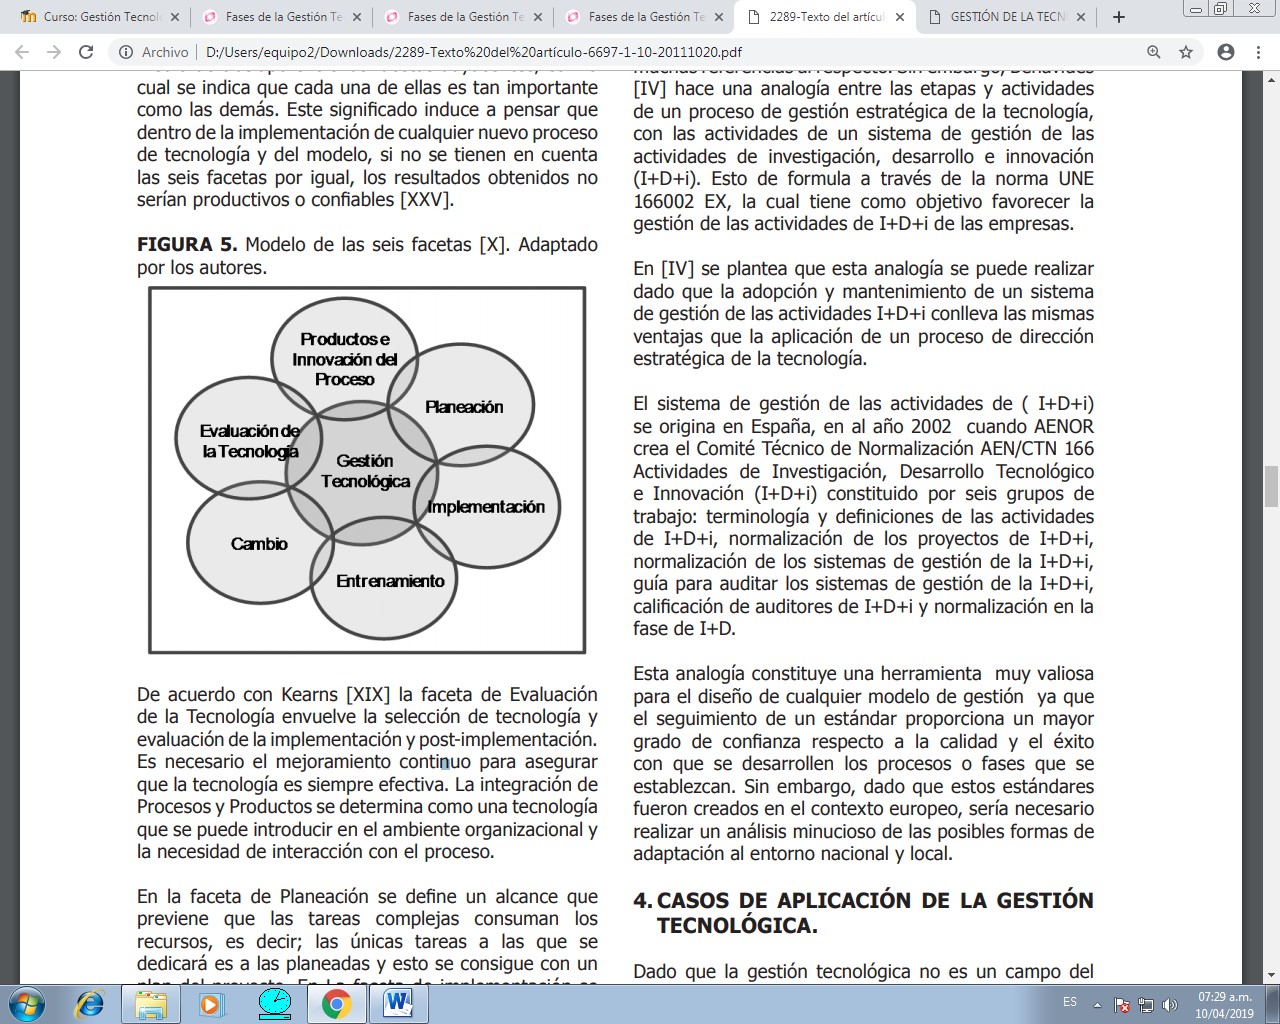 Curso: Gestión Tecnol
Fases de la Gestión Te
Fases de la Gestión Te
Fases de la Gestión Te
2289-Texto del artícul
GESTIÓN DE LA TECN
Archivo | D:/Users/equipo2/Downloads/2289-Texto%20del%20artículo-6697-1-10-20111020.pdf
cual se indica que cada una de ellas es tan importante
como las demás. Este significado induce a pensar que
dentro de la implementación de cualquier nuevo proceso
de tecnología y del modelo, si no se tienen en cuenta
las seis facetas por igual, los resultados obtenidos no
serían productivos o confiables [XXV].
FIGURA 5. Modelo de las seis facetas [X]. Adaptado
por los autores.
Productos e
Innovación del
Proceso
Planeación
Evaluación de
la Tecnología
Gestión
Tecnológica
Implementación
Cambio
Entrenamiento
De acuerdo con Kearns [XIX] la faceta de Evaluación
de la Tecnología envuelve la selección de tecnología y
evaluación de la implementación y post-implementación.
Es necesario el mejoramiento continuo para asegurar
que la tecnología es siempre efectiva. La integración de
Procesos y Productos se determina como una tecnología
que se puede introducir en el ambiente organizacional y
la necesidad de interacción con el proceso.
En la faceta de Planeación se define un alcance que
previene que las tareas complejas consuman los
recursos, es decir; las únicas tareas a las que se
dedicará es a las planeadas y esto se consigue con un
plan del proyecto. En La faceta de implementación se
muchas referencias al respecto. Sin embargo, Benavides
[IV] hace una analogía entre las etapas y actividades
de un proceso de gestión estratégica de la tecnología,
con las actividades de un sistema de gestión de las
actividades de investigación, desarrollo e innovación
(I+D+i). Esto de formula a través de la norma UNE
166002 EX, la cual tiene como objetivo favorecer la
gestión de las actividades de I+D+i de las empresas.
En [IV] se plantea que esta analogía se puede realizar
dado que la adopción y mantenimiento de un sistema
de gestión de las actividades I+D+i conlleva las mismas
ventajas que la aplicación de un proceso de dirección
estratégica de la tecnología.
El sistema de gestión de las actividades de ( I+D+i)
se origina en España, en al año 2002 cuando AENOR
crea el Comité Técnico de Normalización AEN/CTN 166
Actividades de Investigación, Desarrollo Tecnológico
e Innovación (I+D+i) constituido por seis grupos de
trabajo: terminología y definiciones de las actividades
de I+D+i, normalización de los proyectos de I+D+i,
normalización de los sistemas de gestión de la I+D+i,
guía para auditar los sistemas de gestión de la I+D+i,
calificación de auditores de I+D+i y normalización en la
fase de I+D.
Esta analogía constituye una herramienta muy valiosa
para el diseño de cualquier modelo de gestión ya que
el seguimiento de un estándar proporciona un mayor
grado de confianza respecto a la calidad y el éxito
con que se desarrollen los procesos o fases que se
establezcan. Sin embargo, dado que estos estándares
fueron creados en el contexto europeo, sería necesario
realizar un análisis minucioso de las posibles formas de
adaptación al entorno nacional y local.
4. CASOS DE APLICACIÓN DE LA GESTIÓN
TECNOLÓGICA.
Dado que la gestión tecnológica no es un campo del
ES
07:29 a.m.
10/04/2019